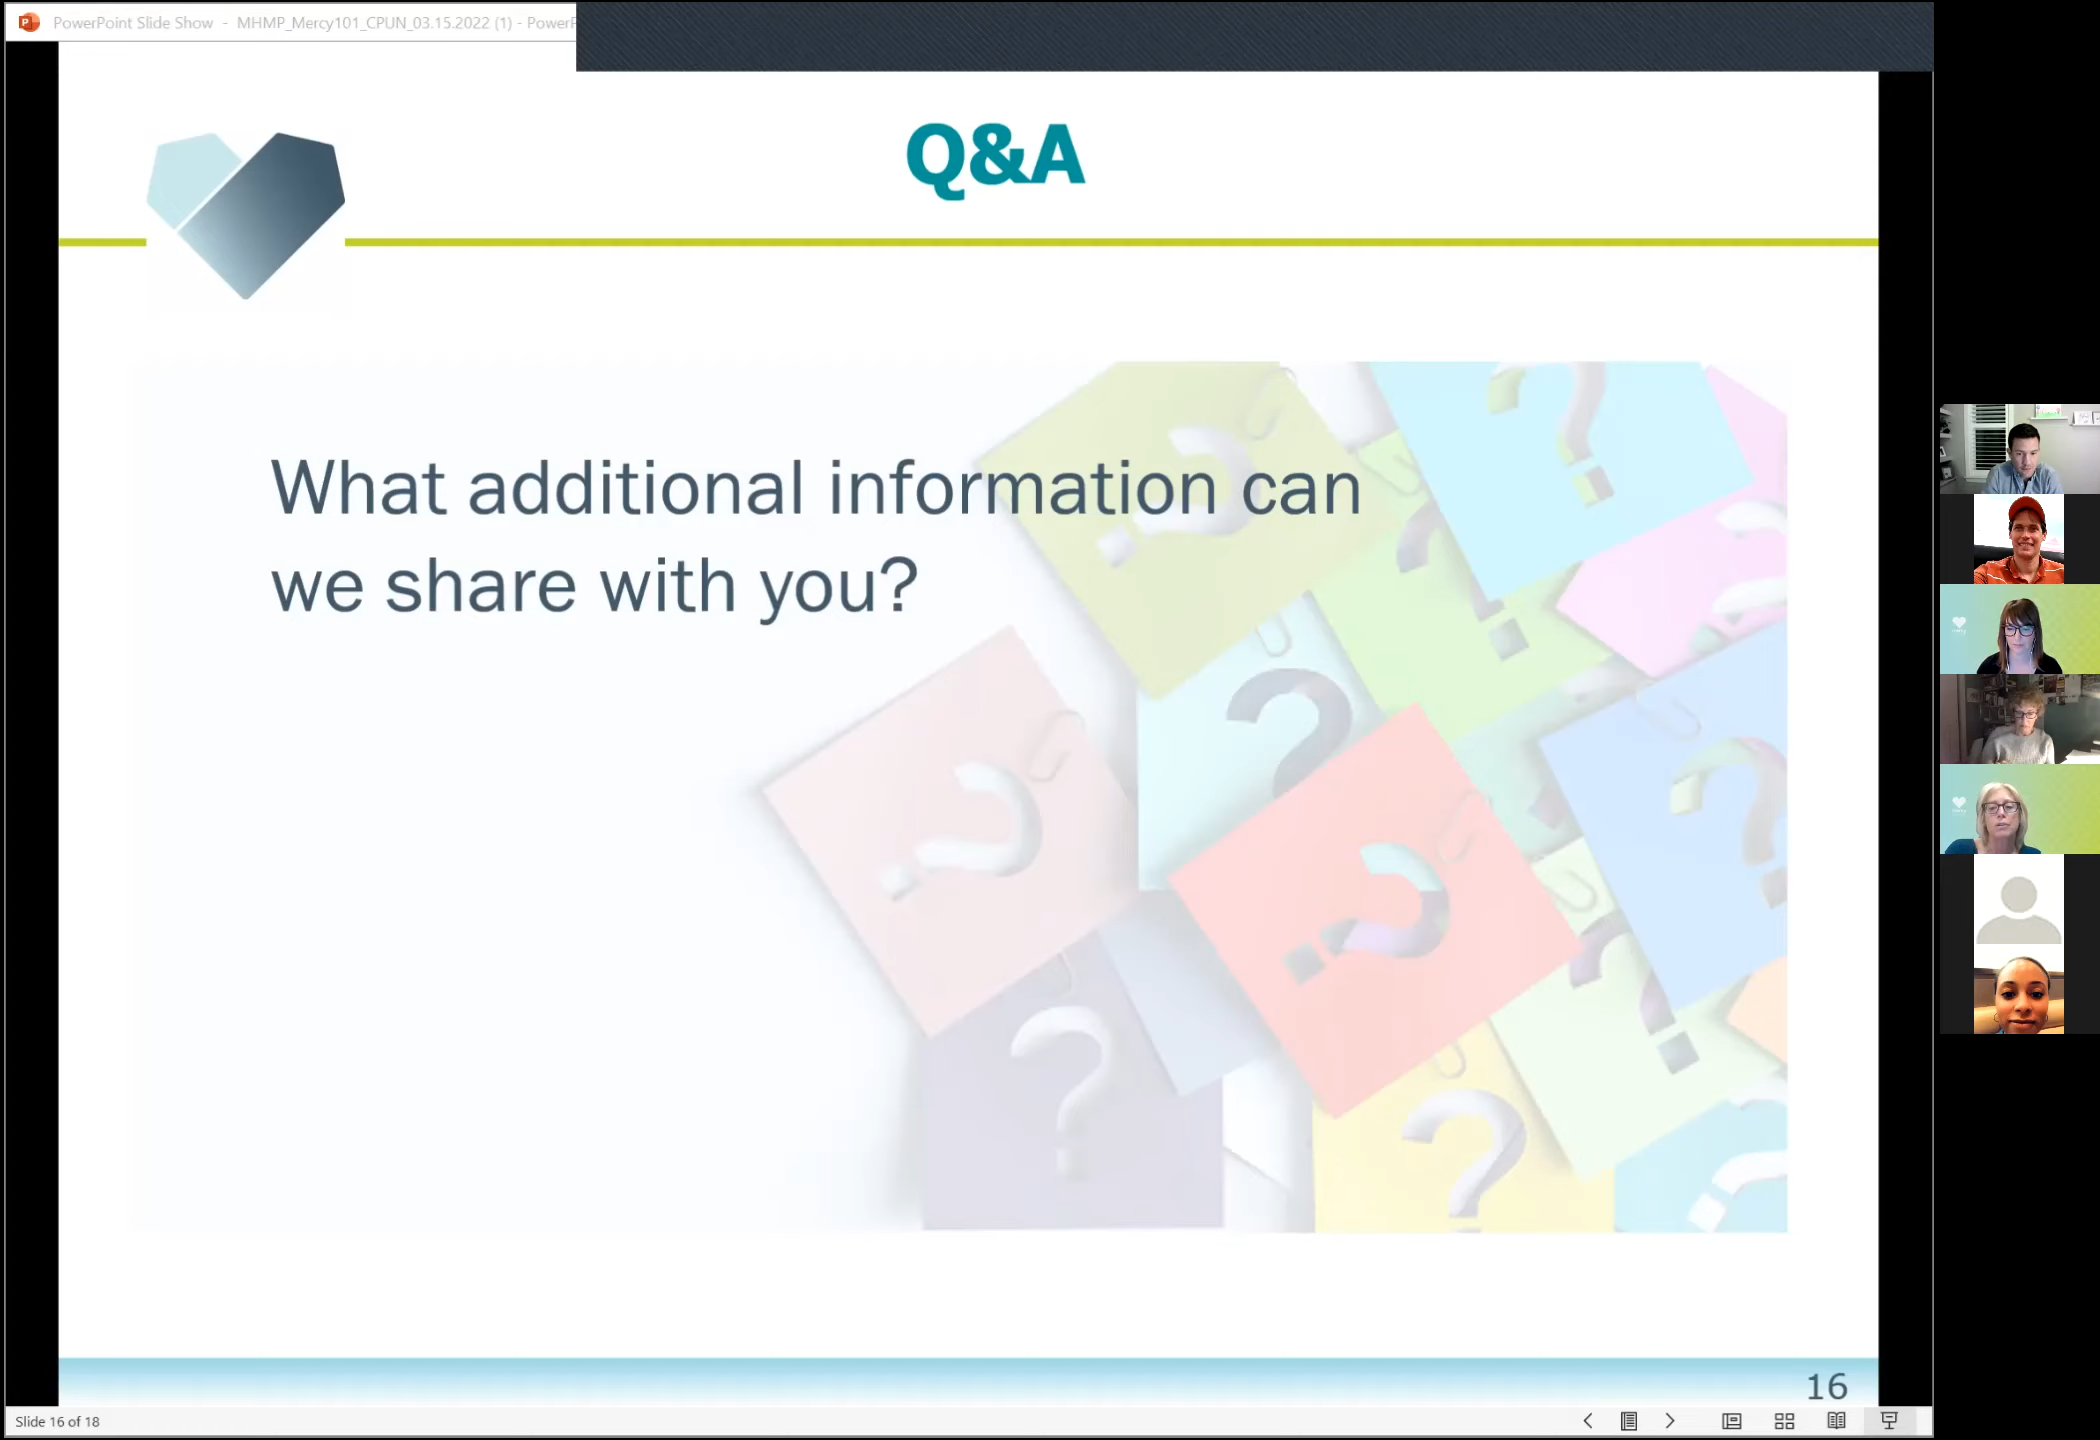 PowerPoint Slide Show - MHMP_Mercy101_CPUN_03.15.2022 (1) - PowerP
Q&A
What additional information can
we share with you?
16
Slide 16 of 18